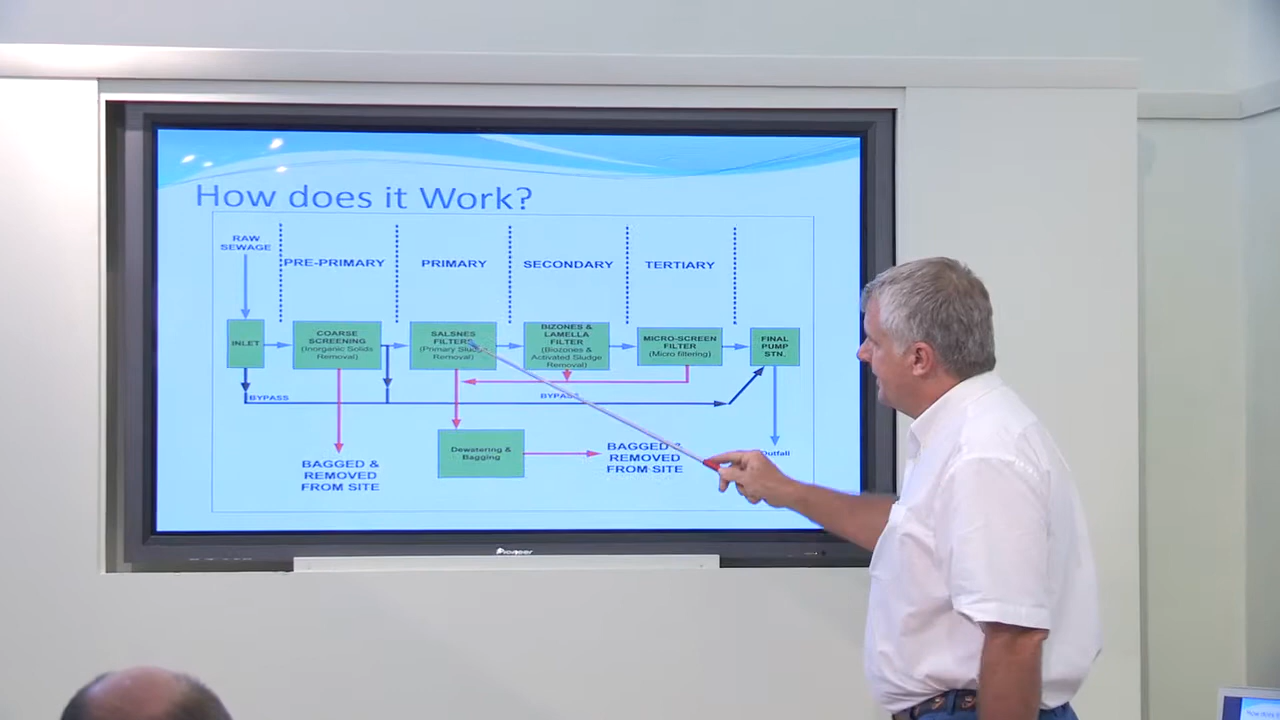 How does it Work?
RAW
SEWAGE
PRE-PRIMARY
PRIMARY
SECONDARY
TERTIARY
INLET
COARSE
SCREENING
(Inorganic Solids
Removal)
SALSNES
FILTERS
(Primary Sludge
Removal)
BIZONES &
LAMELLA
FILTER
(Biozones &
Activated Sludge
Removal)
MICRO-SCREEN
FILTER
(Micro filtering)
FINAL
PUMP
STN.
BYPASS
BYPASS
Dewatering &
Bagging
BAGGED &
REMOVED
FROM SITE
BAGGED &
REMOVED
FROM SITE
Outfall
Pioneer